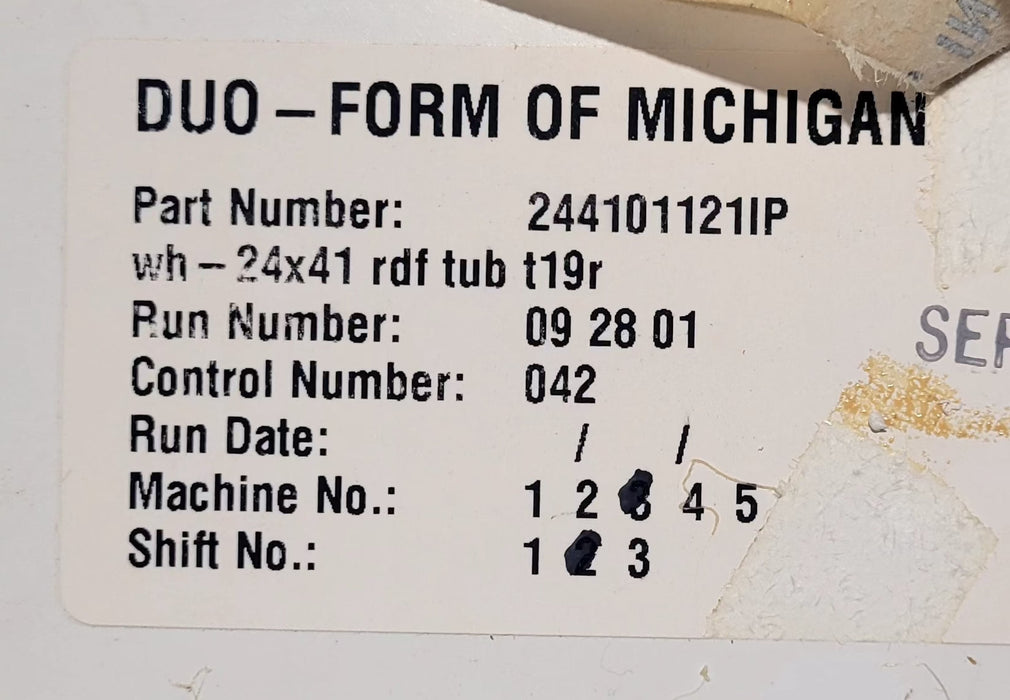 DUO – FORM OF MICHIGAN
Part Number: 244101121IP
wh – 24x41 rdf tub t19r
Run Number: 09 28 01
Control Number: 042
SEP
Run Date: / /
Machine No.: 1 2 3 4 5
Shift No.: 1 2 3